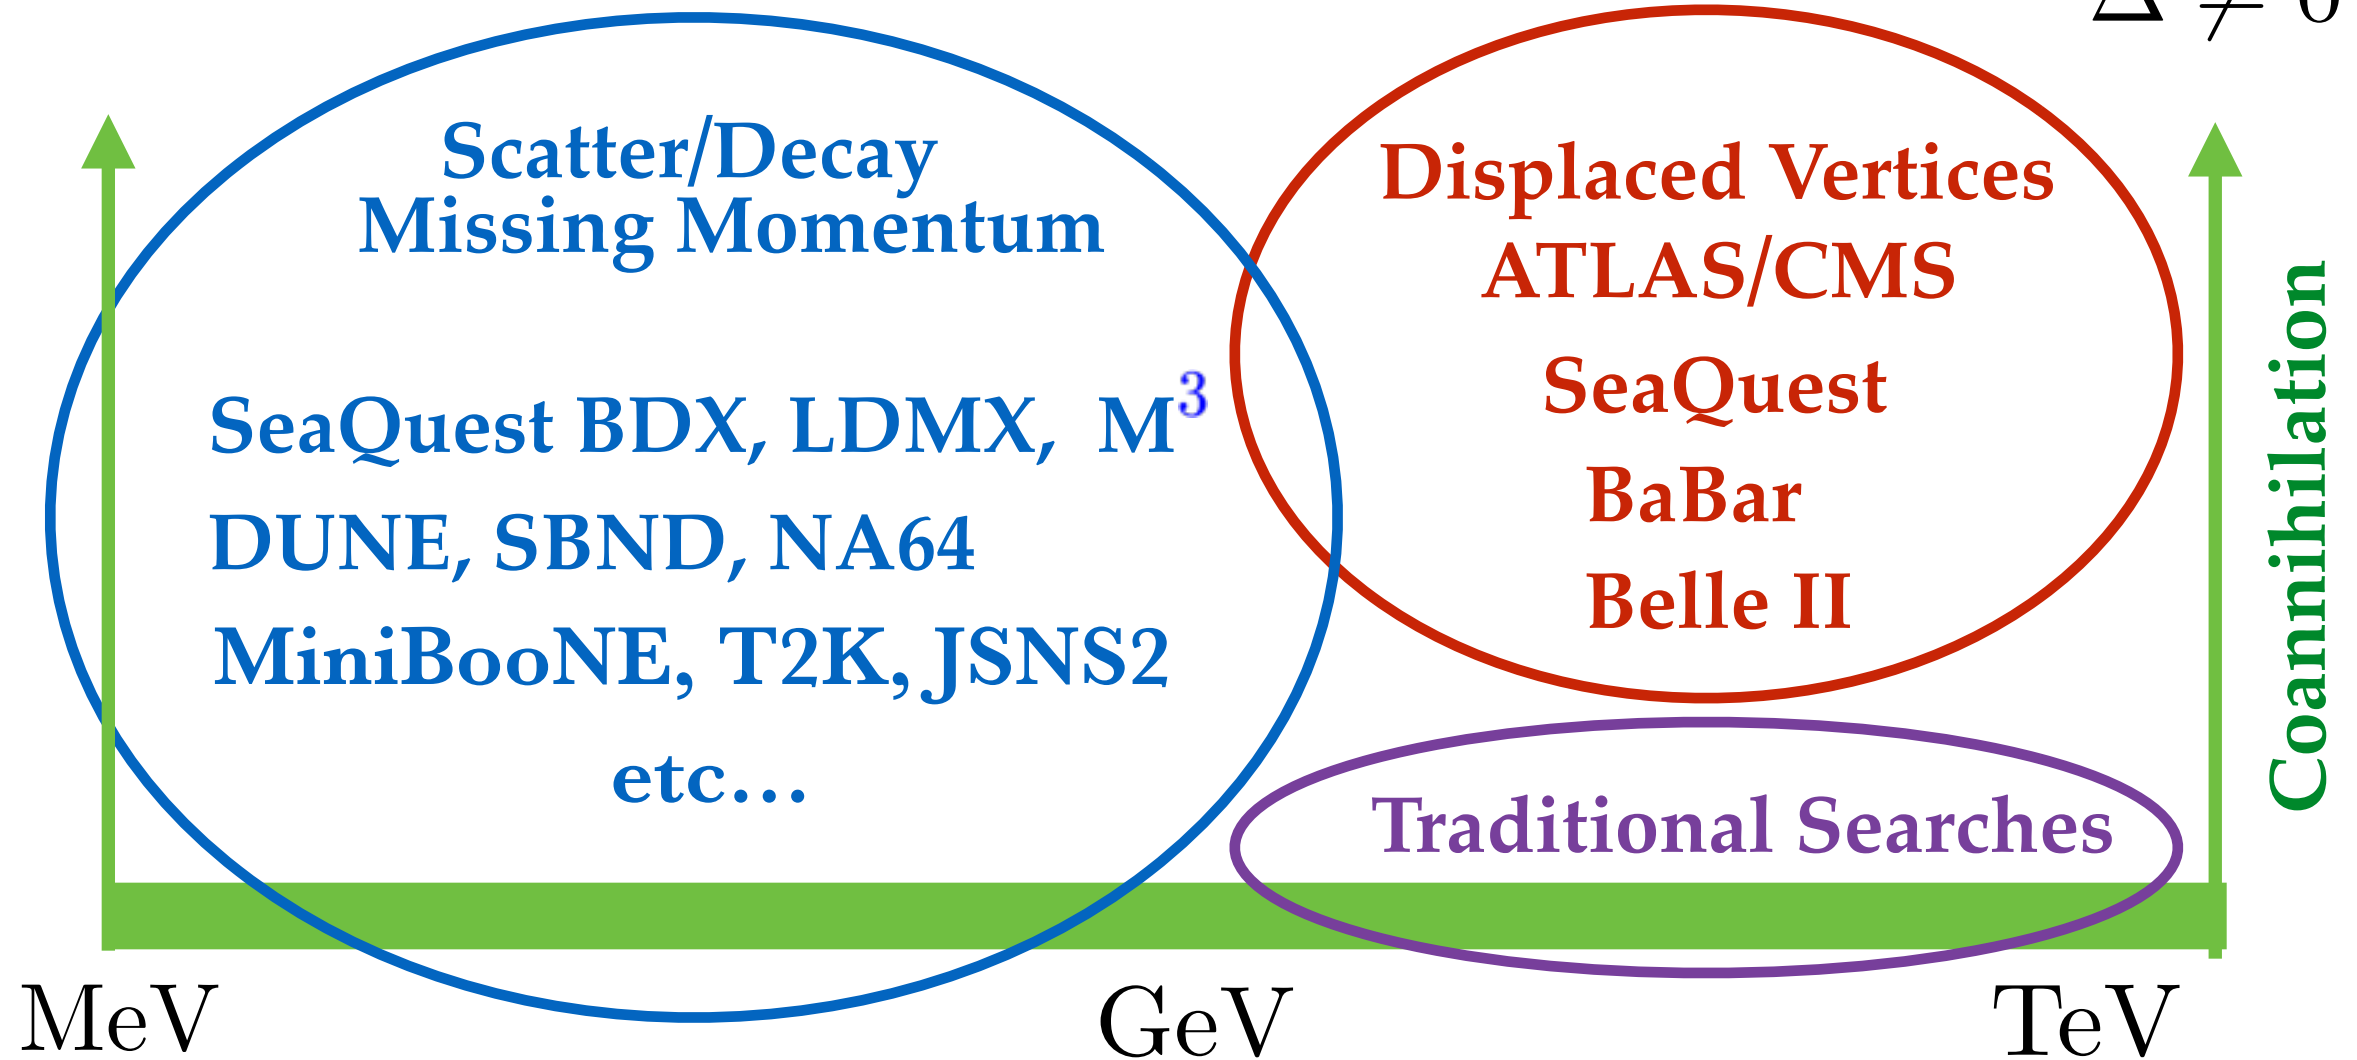 Δ ≠ 0
Scatter/Decay
Missing Momentum
SeaQuest BDX, LDMX, M³
DUNE, SBND, NA64
MiniBooNE, T2K, JSNS2
etc...
Displaced Vertices
ATLAS/CMS
SeaQuest
BaBar
Belle II
Traditional Searches
Coannihilation
MeV
GeV
TeV